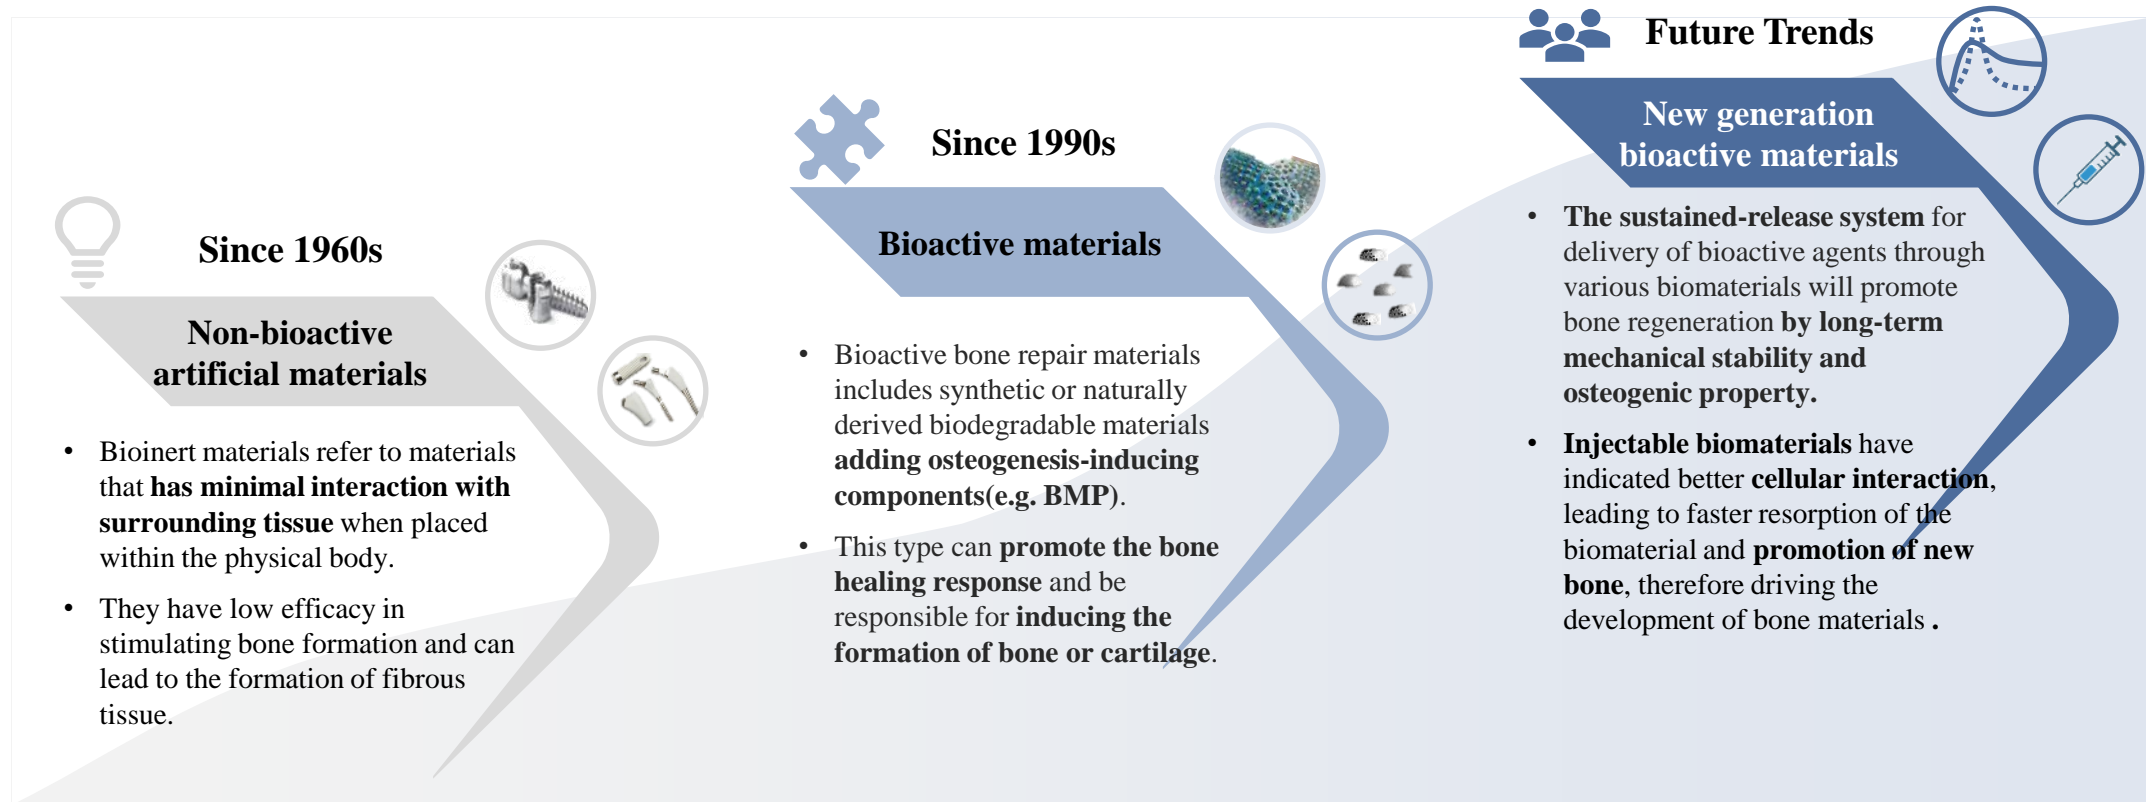 Since 1960s
Non-bioactive
artificial materials
• Bioinert materials refer to materials
that has minimal interaction with
surrounding tissue when placed
within the physical body.
• They have low efficacy in
stimulating bone formation and can
lead to the formation of fibrous
tissue.
Since 1990s
Bioactive materials
• Bioactive bone repair materials
includes synthetic or naturally
derived biodegradable materials
adding osteogenesis-inducing
components(e.g. BMP).
• This type can promote the bone
healing response and be
responsible for inducing the
formation of bone or cartilage.
Future Trends
New generation
bioactive materials
• The sustained-release system for
delivery of bioactive agents through
various biomaterials will promote
bone regeneration by long-term
mechanical stability and
osteogenic property.
• Injectable biomaterials have
indicated better cellular interaction,
leading to faster resorption of the
biomaterial and promotion of new
bone, therefore driving the
development of bone materials .